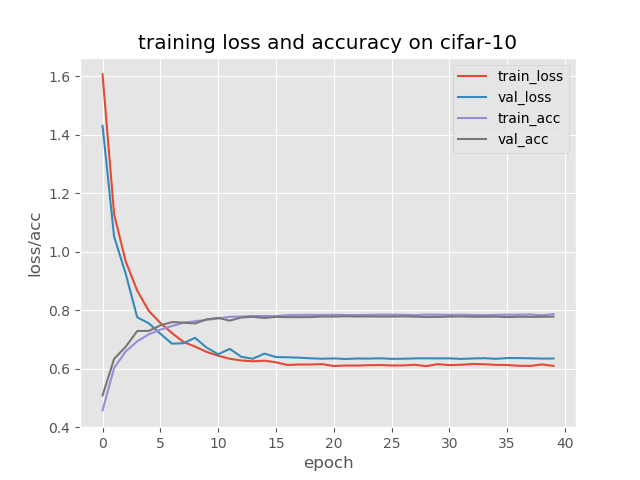 training loss and accuracy on cifar-10
1.6
1.4
1.2
1.0
0.8
0.6
0.4
loss/acc
train_loss
val_loss
train_acc
val_acc
0 5 10 15 20 25 30 35 40
epoch